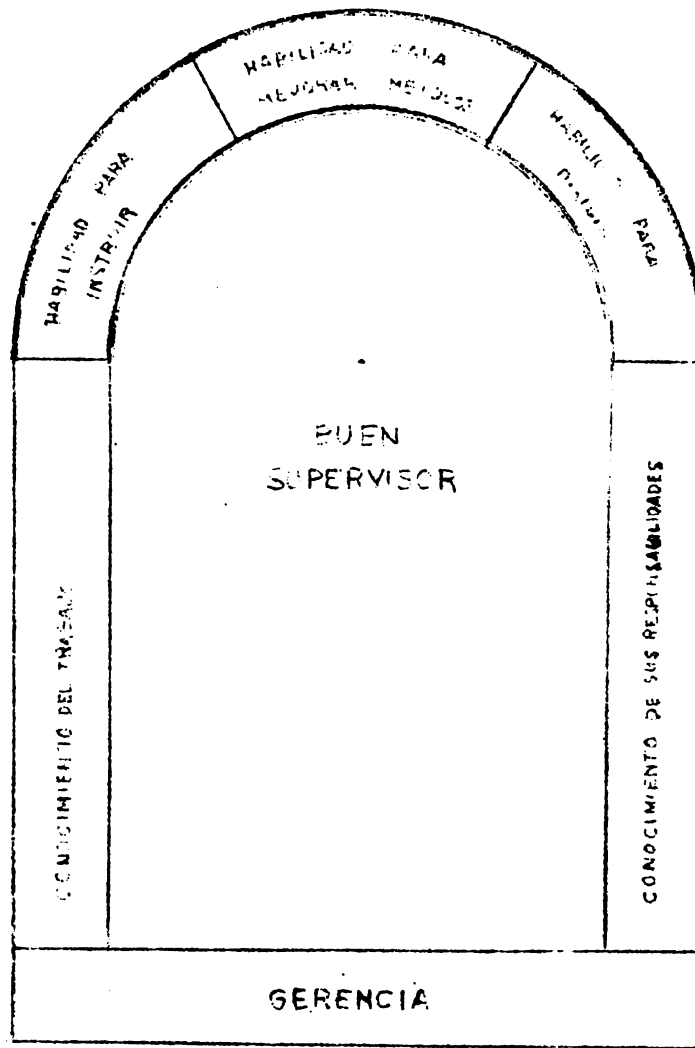 HABILIDAD PARA
MEJORAR METODOS
HABILIDAD PARA
INSTRUIR
HABILIDAD PARA
BUEN
SUPERVISOR
CONOCIMIENTO DEL TRABAJO
CONOCIMIENTO DE SUS RESPONSABILIDADES
GERENCIA